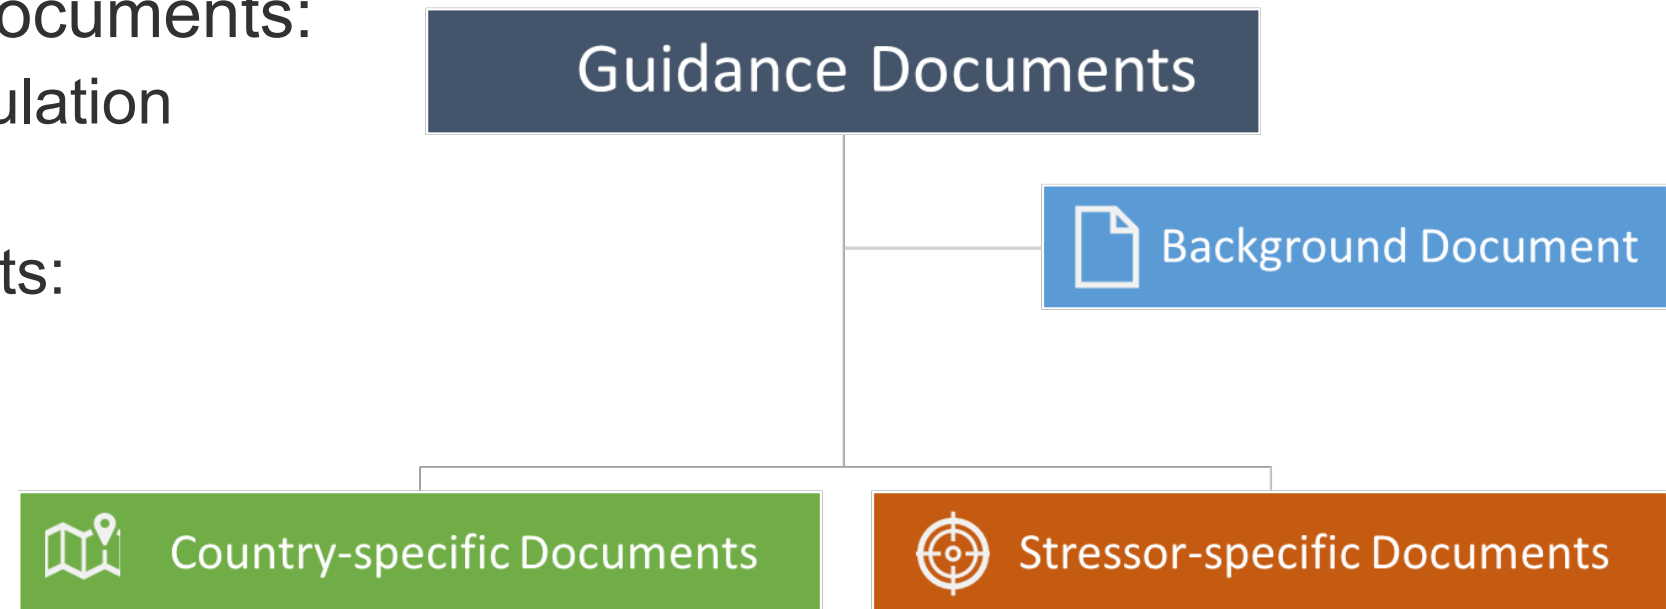 ocuments:
Guidance Documents
ulation
Background Document
ts:
Country-specific Documents
Stressor-specific Documents